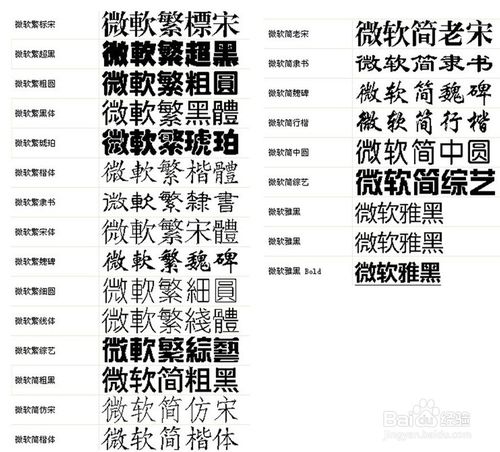 微软繁标宋 微軟繁標宋
微软繁超黑 微軟繁超黑
微软繁粗圆 微軟繁粗圓
微软繁黑体 微軟繁黑體
微软繁琥珀 微軟繁琥珀
微软繁楷体 微軟繁楷體
微软繁隶书 微軟繁隸書
微软繁宋体 微軟繁宋體
微软繁魏碑 微軟繁魏碑
微软繁细圆 微軟繁細圓
微软繁线体 微軟繁綫體
微软繁综艺 微軟繁綜藝
微软简粗黑 微软简粗黑
微软简仿宋 微软简仿宋
微软简楷体 微软简楷体
微软简老宋 微软简老宋
微软简隶书 微软简隶书
微软简魏碑 微软简魏碑
微软简行楷 微软简行楷
微软简中圆 微软简中圆
微软简综艺 微软简综艺
微软雅黑 微软雅黑
微软雅黑 微软雅黑
微软雅黑 Bold 微软雅黑
Baidu 经验
jingyan.baidu.com